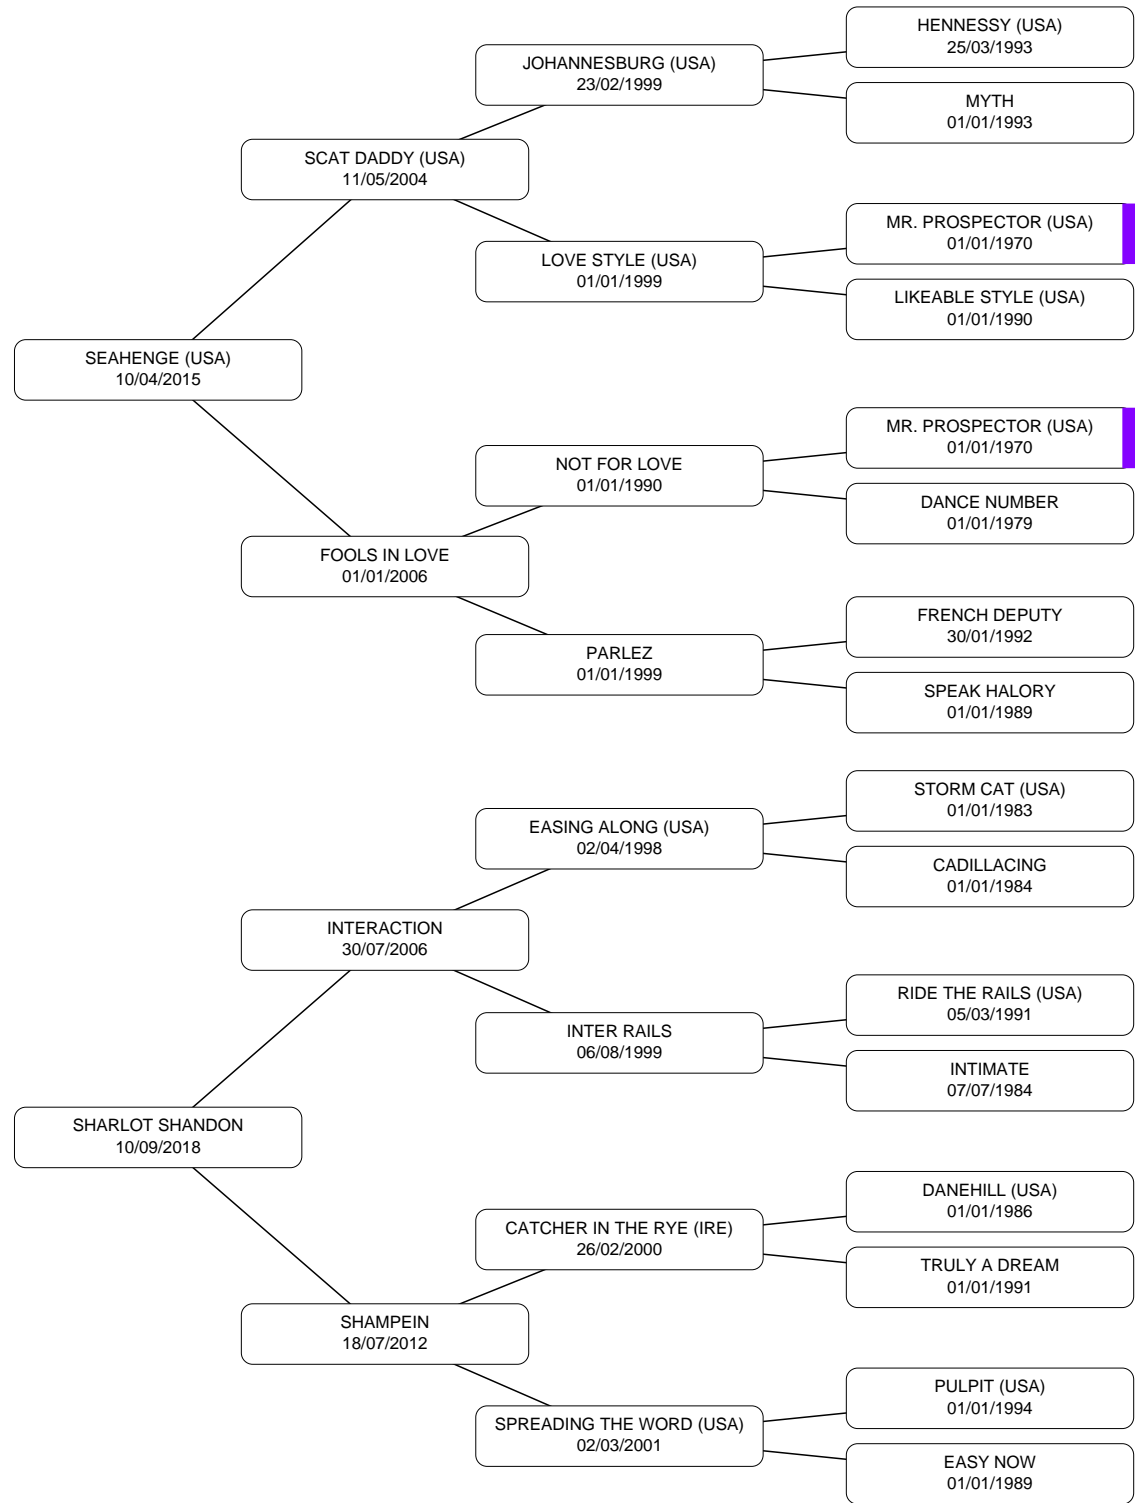 HENNESSY (USA)
25/03/1993
JOHANNESBURG (USA)
23/02/1999
MYTH
01/01/1993
SCAT DADDY (USA)
11/05/2004
MR. PROSPECTOR (USA)
01/01/1970
LOVE STYLE (USA)
01/01/1999
LIKEABLE STYLE (USA)
01/01/1990
SEAHENGE (USA)
10/04/2015
MR. PROSPECTOR (USA)
01/01/1970
NOT FOR LOVE
01/01/1990
DANCE NUMBER
01/01/1979
FOOLS IN LOVE
01/01/2006
FRENCH DEPUTY
30/01/1992
PARLEZ
01/01/1999
SPEAK HALORY
01/01/1989
STORM CAT (USA)
01/01/1983
EASING ALONG (USA)
02/04/1998
CADILLACING
01/01/1984
INTERACTION
30/07/2006
RIDE THE RAILS (USA)
05/03/1991
INTER RAILS
06/08/1999
INTIMATE
07/07/1984
SHARLOT SHANDON
10/09/2018
DANEHILL (USA)
01/01/1986
CATCHER IN THE RYE (IRE)
26/02/2000
TRULY A DREAM
01/01/1991
SHAMPEIN
18/07/2012
PULPIT (USA)
01/01/1994
SPREADING THE WORD (USA)
02/03/2001
EASY NOW
01/01/1989